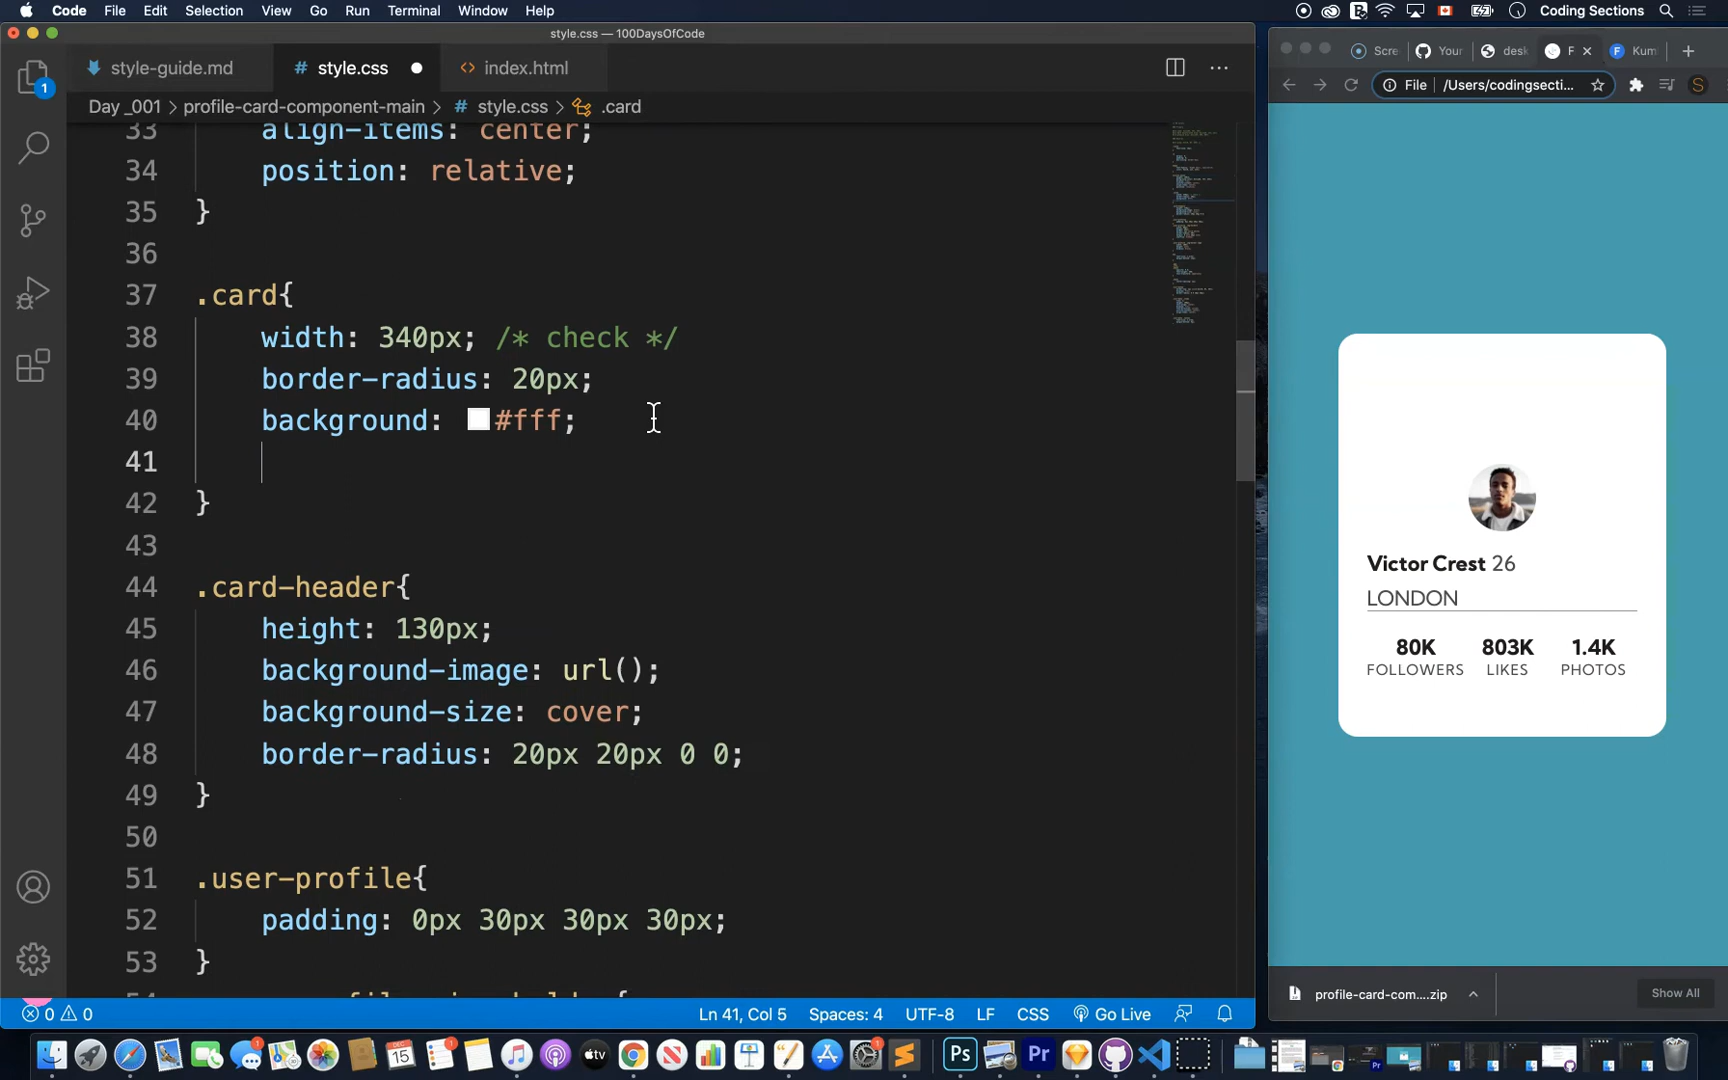 Code File Edit Selection View Go Run Terminal Window Help Coding Sections
style.css — 100DaysOfCode
style-guide.md # style.css index.html
Day _001 > profile-card-component-main > # style.css > .card
33 align-items: center;
34 position: relative;
35 }
36
37 .card{
38 width: 340px; /* check */
39 border-radius: 20px;
40 background: #fff;
41
42 }
43
44 .card-header{
45 height: 130px;
46 background-image: url();
47 background-size: cover;
48 border-radius: 20px 20px 0 0;
49 }
50
51 .user-profile{
52 padding: 0px 30px 30px 30px;
53 }
0 0 Ln 41, Col 5 Spaces: 4 UTF-8 LF CSS Go Live
Scre Your desk F Kum
File /Users/codingsecti...
Victor Crest 26
LONDON
80K 803K 1.4K
FOLLOWERS LIKES PHOTOS
profile-card-com....zip Show All